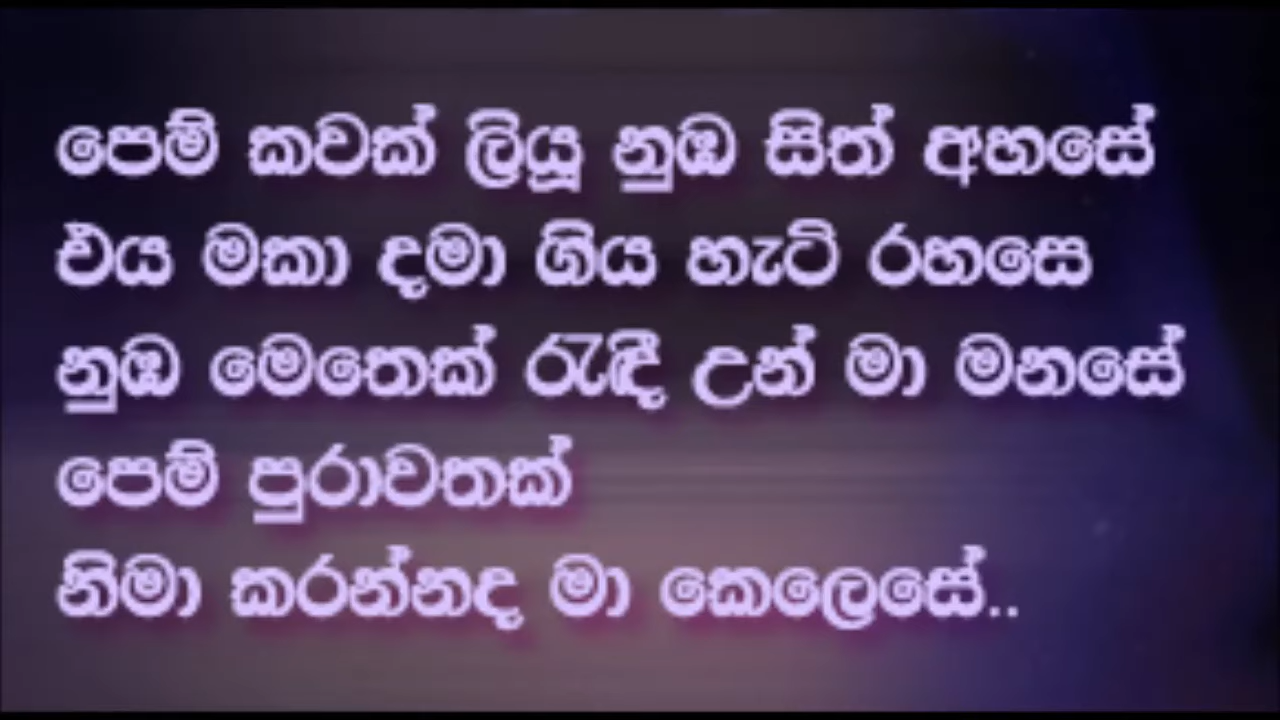 පෙම් කවක් ලියූ නුඹ සිත් අහසේ
එය මකා දමා ගිය හැටි රහසෙ
නුඹ මෙතෙක් රැඳී උන් මා මනසේ
පෙම් පුරාවතක්
නිමා කරන්නද මා කෙලෙසේ..